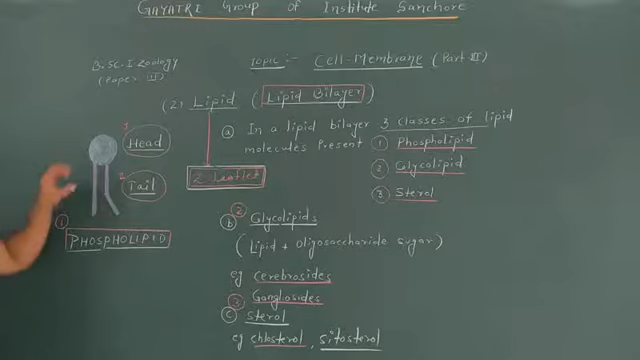 GAYATRI Group of Institute Sanchore
B.Sc.-I Zoology
(Paper III)
Topic :- Cell-Membrane (Part III)
(2) Lipid (Lipid Bilayer)
(a) In a lipid bilayer
molecules present
2 Leaflet
3 classes of lipid
1 Phospholipid
2 Glycolipid
3 Sterol
1 Head
2 Tail
1
PHOSPHOLIPID
2
(b) Glycolipids
(Lipid + oligosaccharide sugar)
eg Cerebrosides
Gangliosides
3
(c) Sterol
eg chlosterol, sitosterol